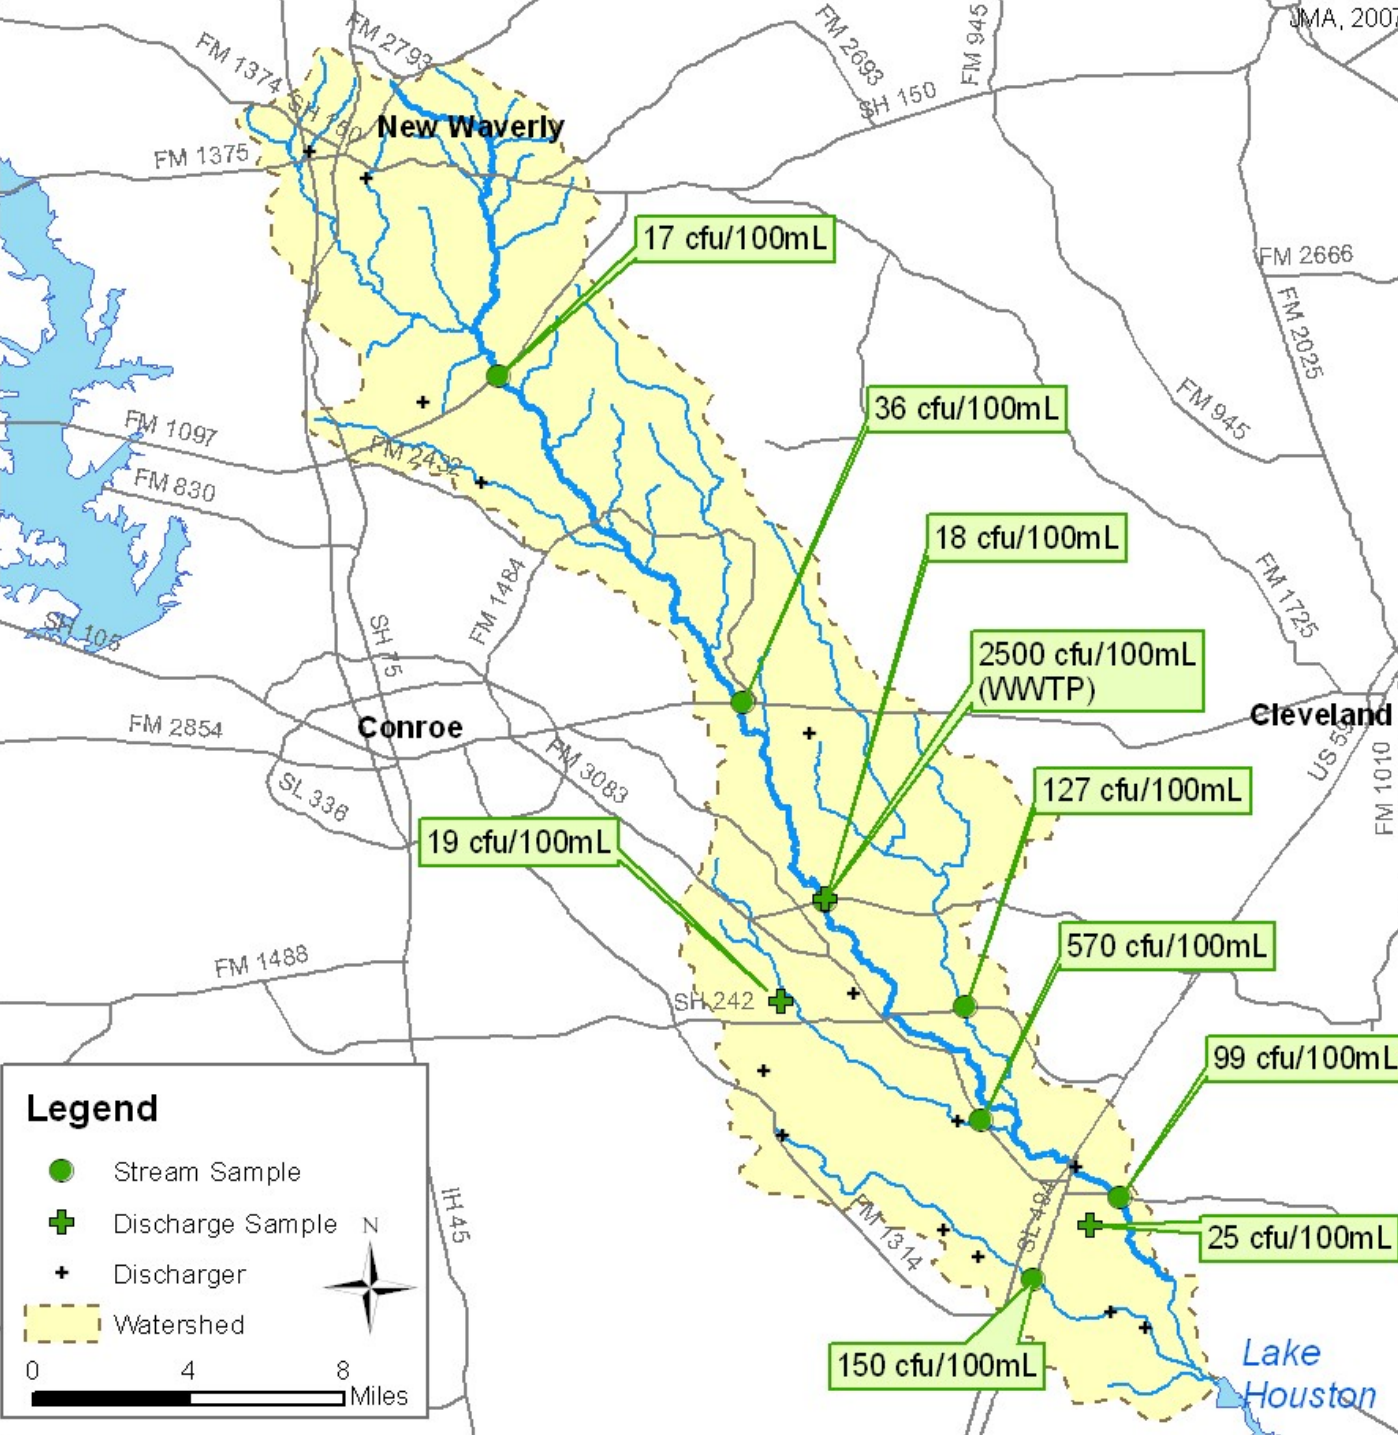 JMA, 2007
FM 2793
FM 2693
FM 945
FM 1374
SH 150
SH 150
New Waverly
FM 1375
17 cfu/100mL
FM 2666
FM 2025
36 cfu/100mL
FM 945
FM 1097
FM 2432
FM 830
18 cfu/100mL
FM 1484
FM 1725
SH 105
SH 75
2500 cfu/100mL
(WWTP)
Cleveland
FM 2854
Conroe
US 59
FM 3083
FM 1010
SL 336
127 cfu/100mL
19 cfu/100mL
570 cfu/100mL
FM 1488
SH 242
99 cfu/100mL
Legend
Stream Sample
Discharge Sample
N
Discharger
Watershed
0 4 8
Miles
IH 45
FM 1314
SL 494
25 cfu/100mL
150 cfu/100mL
Lake
Houston